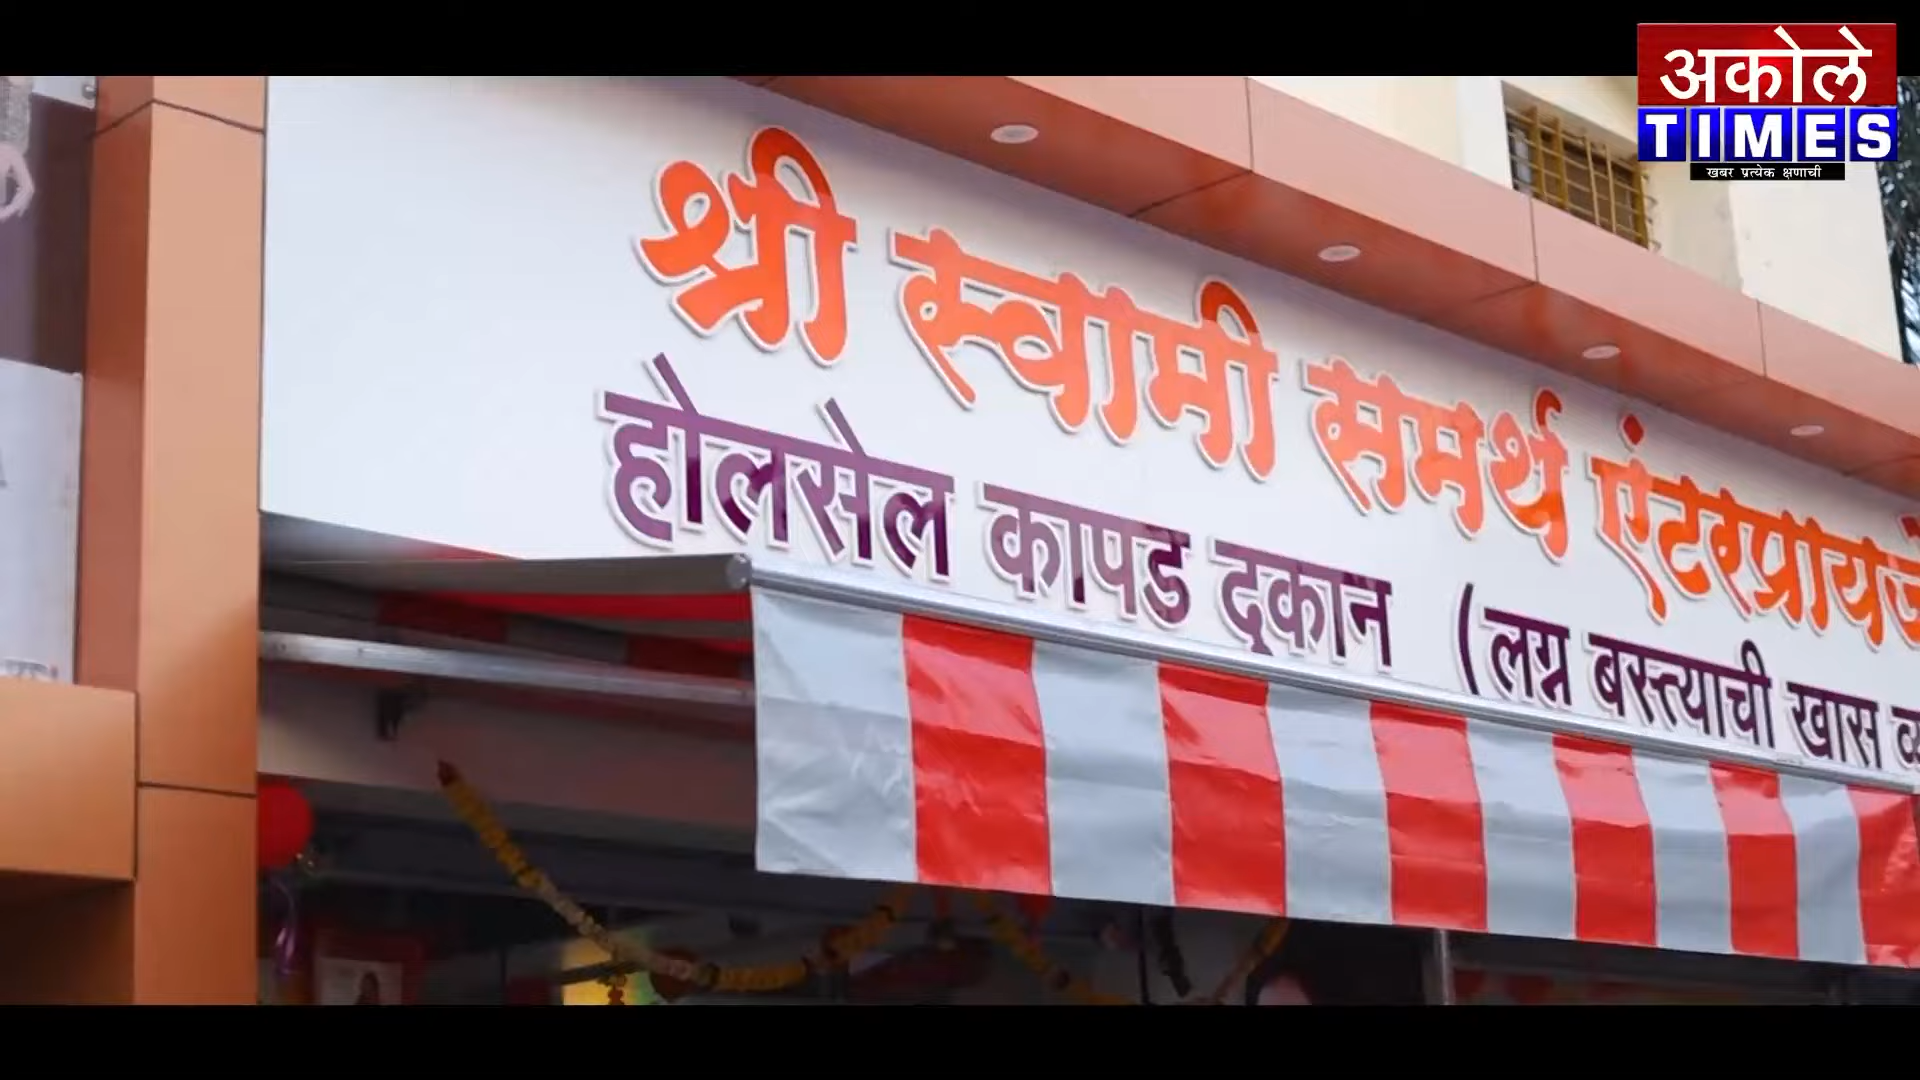 अकोले
TIMES
खबर प्रत्येक क्षणाची
श्री स्वामी समर्थ एंटरप्रायजे
होलसेल कापड दुकान (लग्न बस्त्याची खास